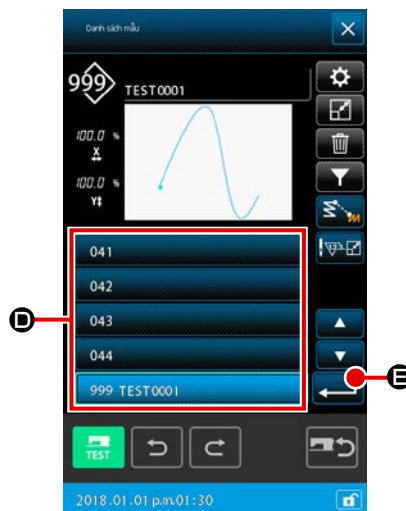 Danh sách mẫu
999
TEST0001
100.0 %
X
100.0 %
Y
041
042
043
D
044
E
999 TEST0001
TEST
2018.01.01 p.m.01:30